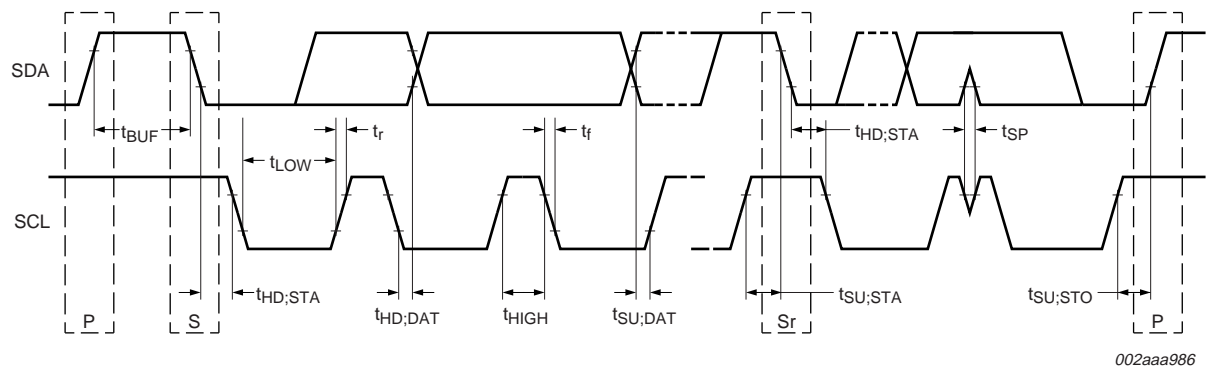 SDA
tBUF
tr
tf
tHD;STA
tSP
tLOW
SCL
tHD;STA
tHD;DAT
tHIGH
tSU;DAT
tSU;STA
tSU;STO
P
S
Sr
P
002aaa986